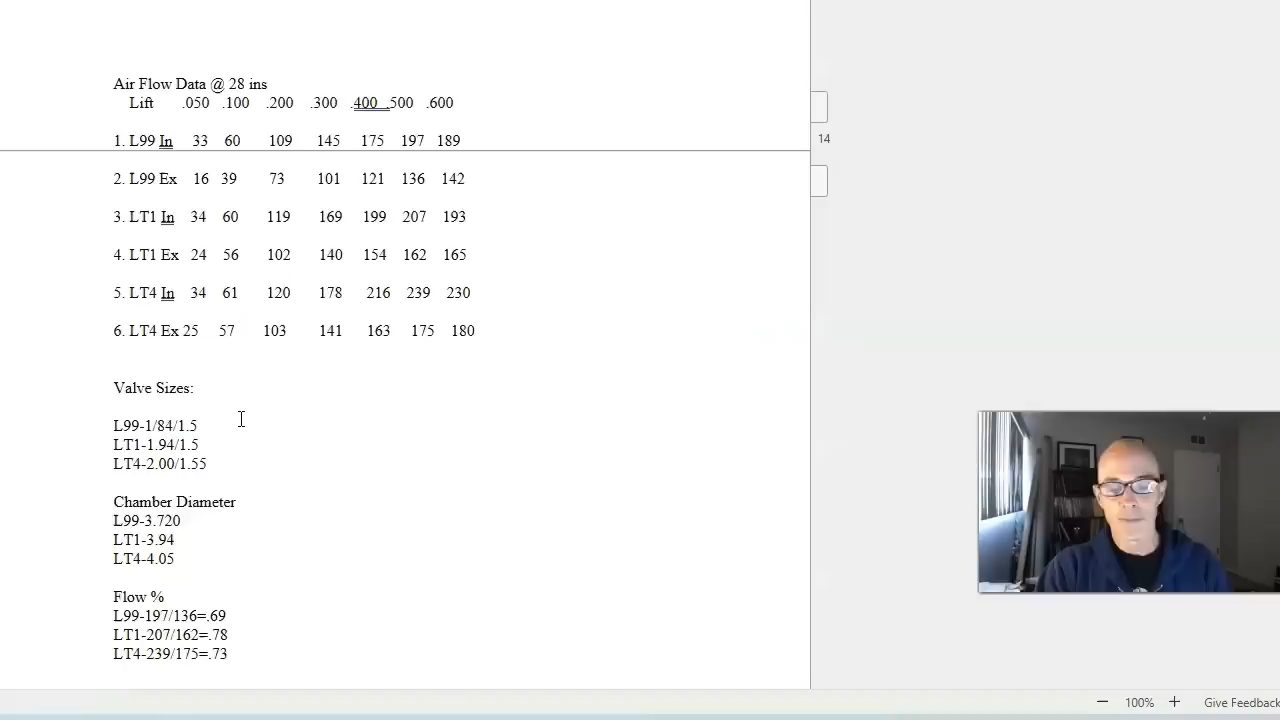 Air Flow Data @ 28 ins
Lift .050 .100 .200 .300 .400 .500 .600
1. L99 In 33 60 109 145 175 197 189
14
2. L99 Ex 16 39 73 101 121 136 142
3. LT1 In 34 60 119 169 199 207 193
4. LT1 Ex 24 56 102 140 154 162 165
5. LT4 In 34 61 120 178 216 239 230
6. LT4 Ex 25 57 103 141 163 175 180
Valve Sizes:
L99-1/84/1.5
LT1-1.94/1.5
LT4-2.00/1.55
Chamber Diameter
L99-3.720
LT1-3.94
LT4-4.05
Flow %
L99-197/136=.69
LT1-207/162=.78
LT4-239/175=.73
100% Give Feedback